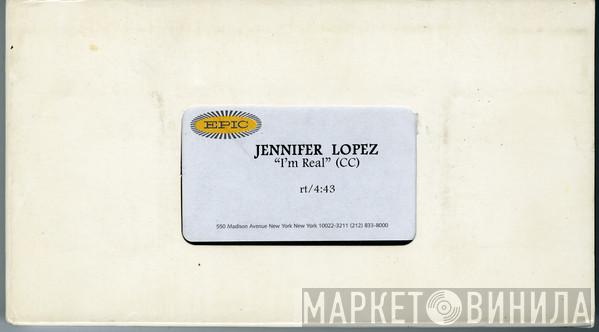 EPIC
JENNIFER LOPEZ
"I'm Real" (CC)
rt/4:43
550 Madison Avenue New York New York 10022-3211 (212) 833-8000
МАРКЕТ ВИНИЛА